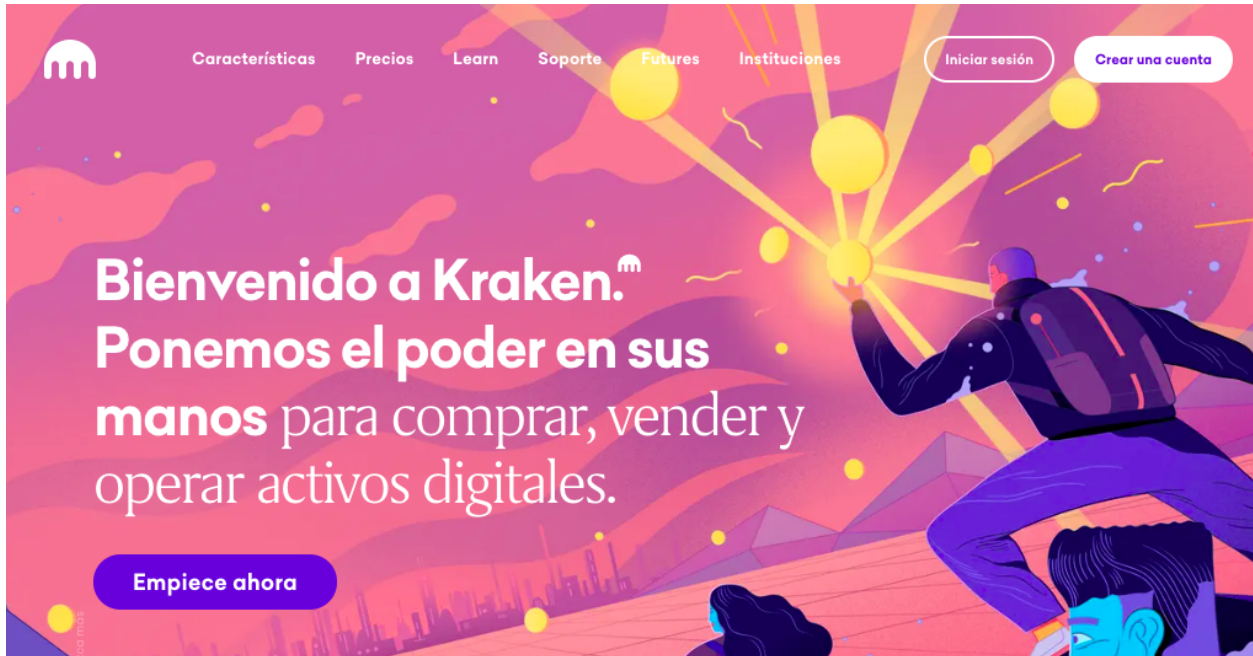 Características Precios Learn Soporte Futures Instituciones Iniciar sesión Crear una cuenta
Bienvenido a Kraken.
Ponemos el poder en sus
manos para comprar, vender y
operar activos digitales.
Empiece ahora